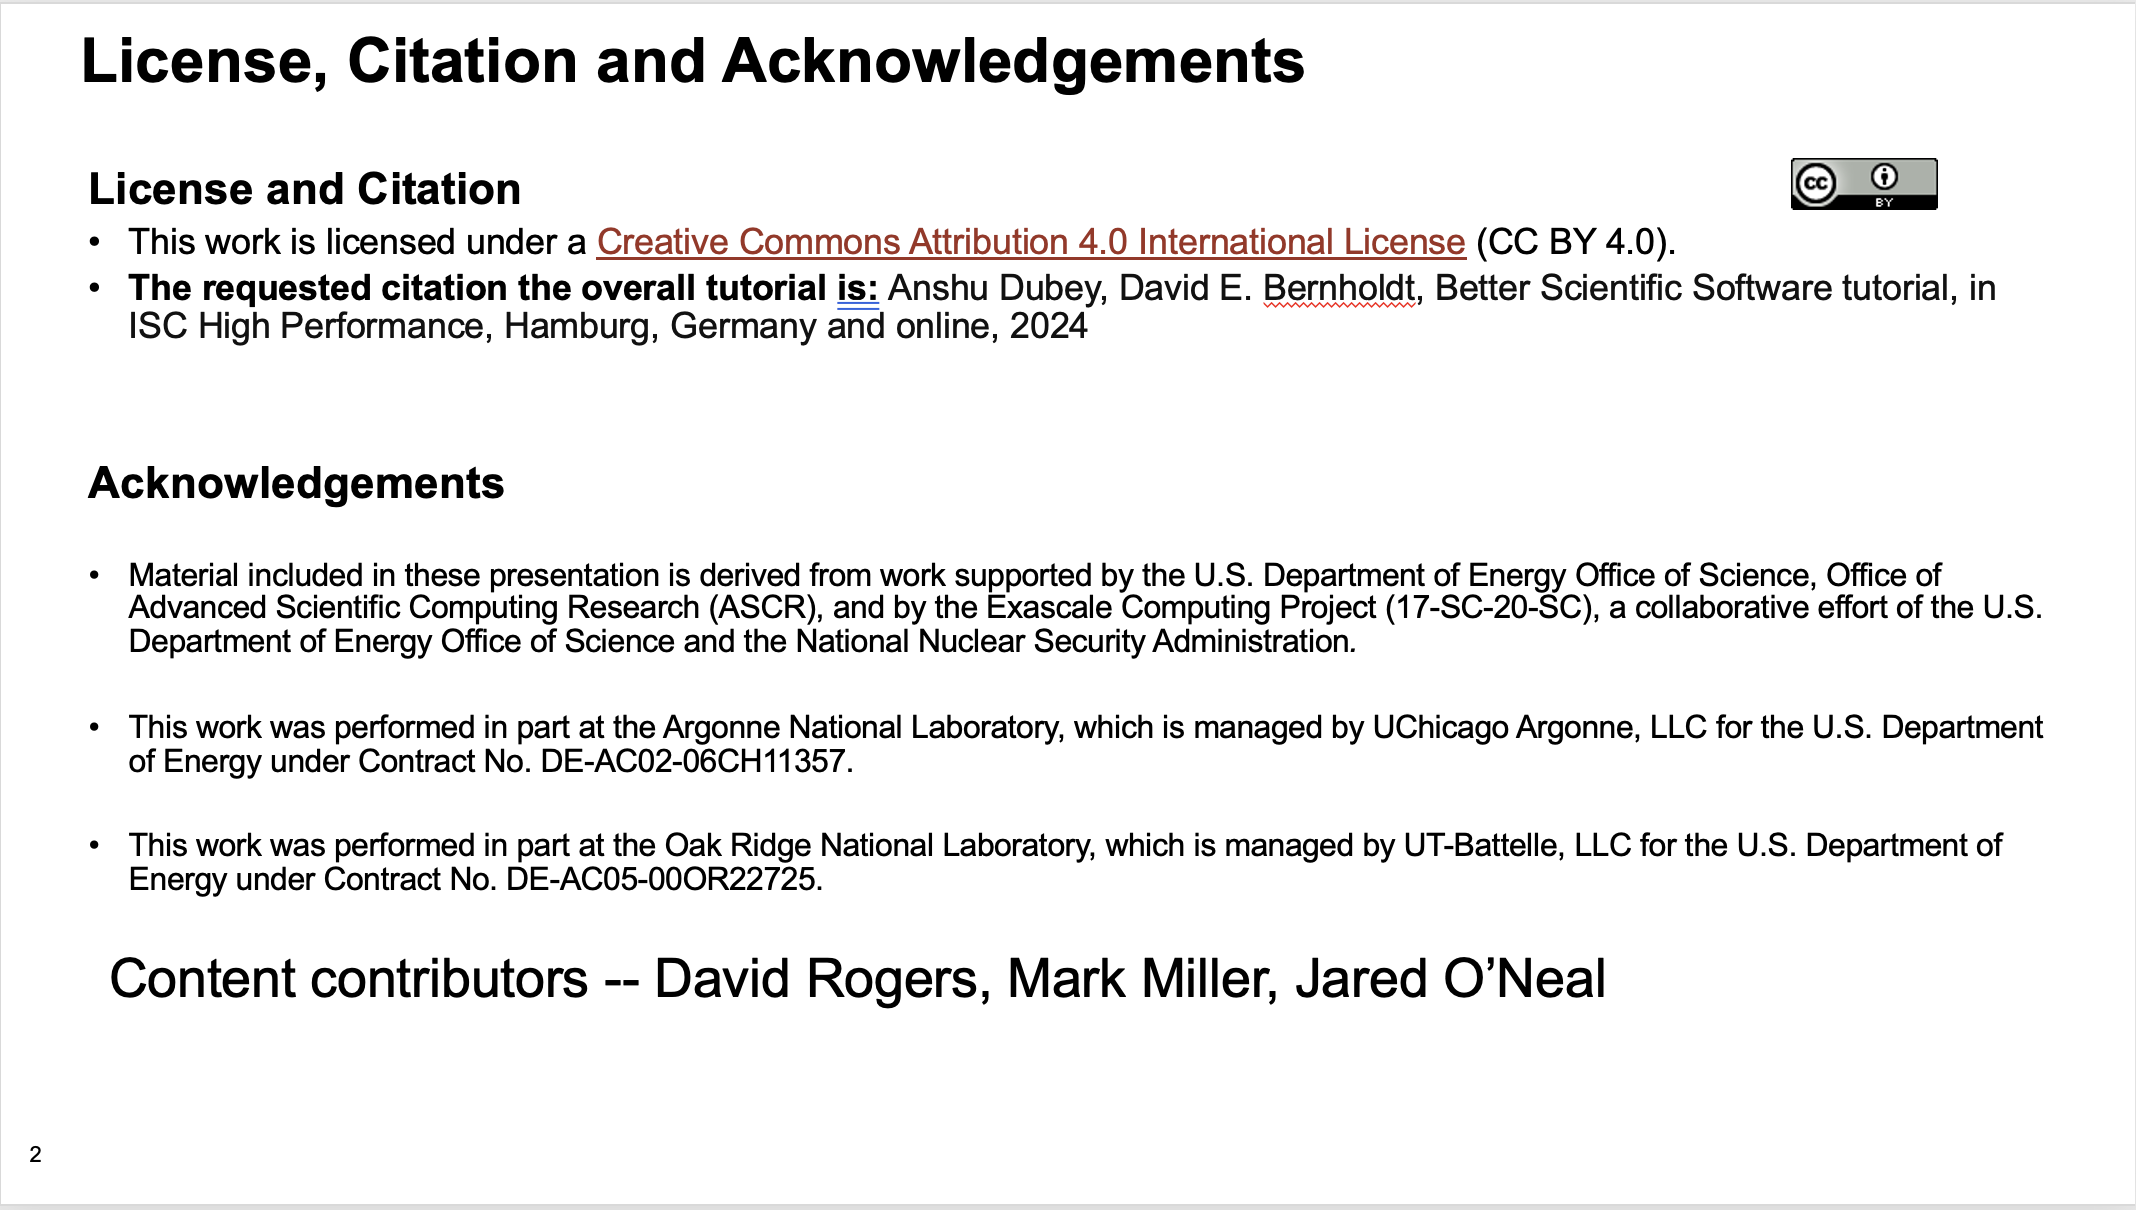 License, Citation and Acknowledgements
License and Citation
cc BY
• This work is licensed under a Creative Commons Attribution 4.0 International License (CC BY 4.0).
• The requested citation the overall tutorial is: Anshu Dubey, David E. Bernholdt, Better Scientific Software tutorial, in
ISC High Performance, Hamburg, Germany and online, 2024
Acknowledgements
• Material included in these presentation is derived from work supported by the U.S. Department of Energy Office of Science, Office of
Advanced Scientific Computing Research (ASCR), and by the Exascale Computing Project (17-SC-20-SC), a collaborative effort of the U.S.
Department of Energy Office of Science and the National Nuclear Security Administration.
• This work was performed in part at the Argonne National Laboratory, which is managed by UChicago Argonne, LLC for the U.S. Department
of Energy under Contract No. DE-AC02-06CH11357.
• This work was performed in part at the Oak Ridge National Laboratory, which is managed by UT-Battelle, LLC for the U.S. Department of
Energy under Contract No. DE-AC05-00OR22725.
Content contributors -- David Rogers, Mark Miller, Jared O’Neal
2